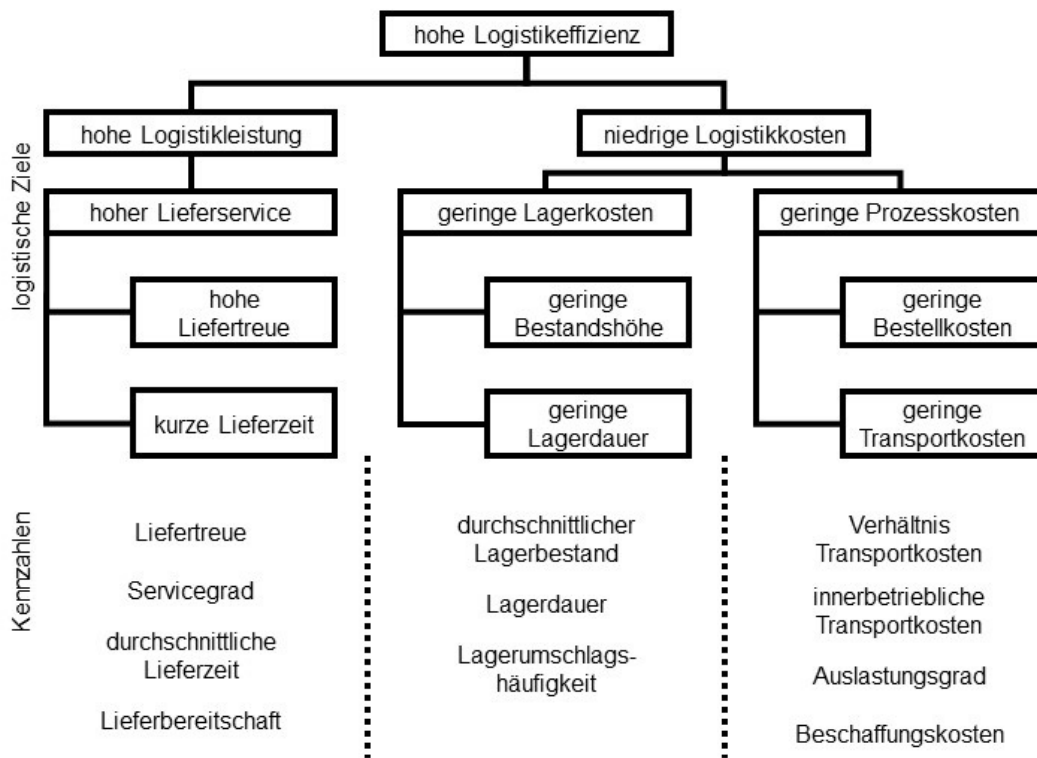 hohe Logistikeffizienz
hohe Logistikleistung
niedrige Logistikkosten
logistische Ziele
hoher Lieferservice
geringe Lagerkosten
geringe Prozesskosten
hohe
Liefertreue
geringe
Bestandshöhe
geringe
Bestellkosten
kurze Lieferzeit
geringe
Lagerdauer
geringe
Transportkosten
Kennzahlen
Liefertreue
Servicegrad
durchschnittliche
Lieferzeit
Lieferbereitschaft
durchschnittlicher
Lagerbestand
Lagerdauer
Lagerumschlags-
häufigkeit
Verhältnis
Transportkosten
innerbetriebliche
Transportkosten
Auslastungsgrad
Beschaffungskosten